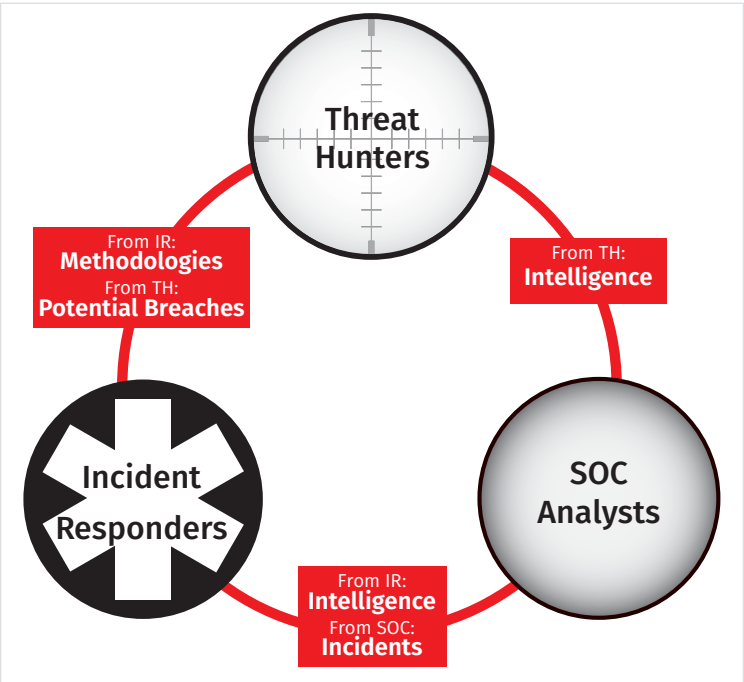 Threat
Hunters
From IR:
Methodologies
From TH:
Potential Breaches
From TH:
Intelligence
Incident
Responders
SOC
Analysts
From IR:
Intelligence
From SOC:
Incidents